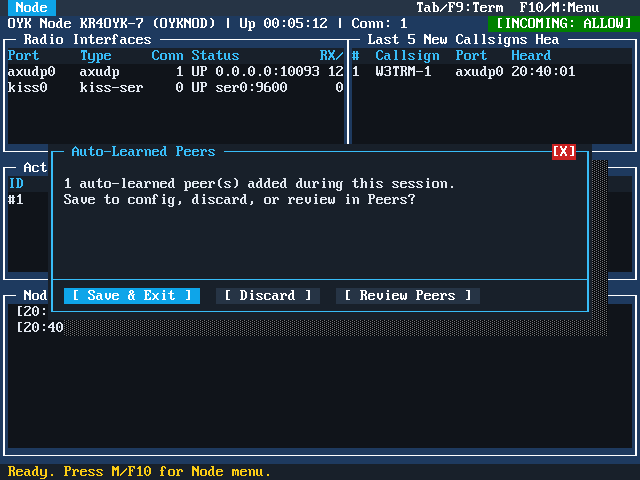 Node Tab/F9:Term F10/M:Menu
OYK Node KR4OYK-7 (OYKNOD) | Up 00:05:12 | Conn: 1 [INCOMING: ALLOW]
Radio Interfaces Last 5 New Callsigns Hea
Port Type Conn Status RX/ # Callsign Port Heard
axudp0 axudp 1 UP 0.0.0.0:10093 12 1 W3TRM-1 axudp0 20:40:01
kiss0 kiss-ser 0 UP ser0:9600 0
Auto-Learned Peers [X]
Act
ID 1 auto-learned peer(s) added during this session.
#1 Save to config, discard, or review in Peers?
Nod [ Save & Exit ] [ Discard ] [ Review Peers ]
[20:
[20:40
Ready. Press M/F10 for Node menu.